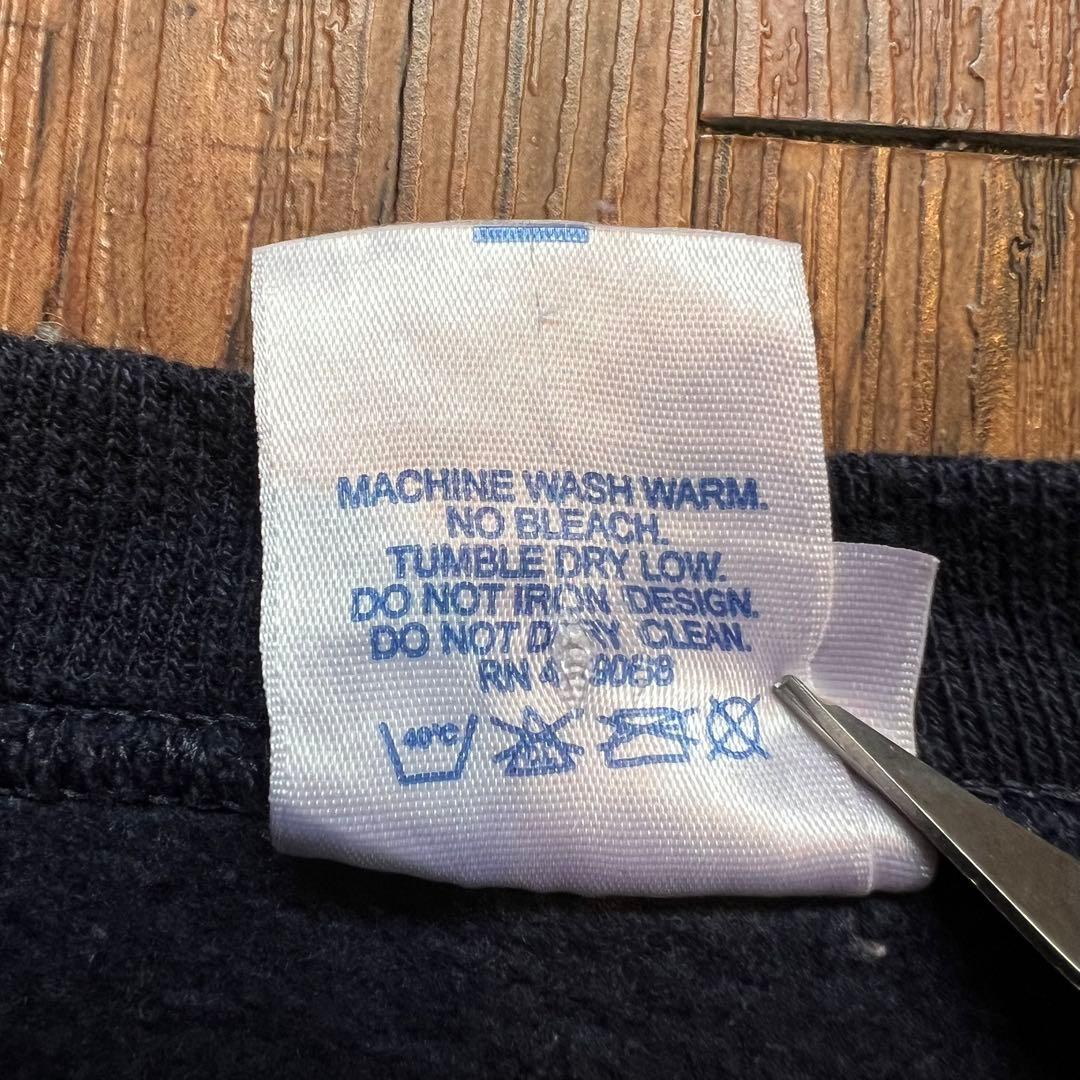 MACHINE WASH WARM.
NO BLEACH.
TUMBLE DRY LOW.
DO NOT IRON DESIGN.
DO NOT DRY CLEAN.
RN
40°C